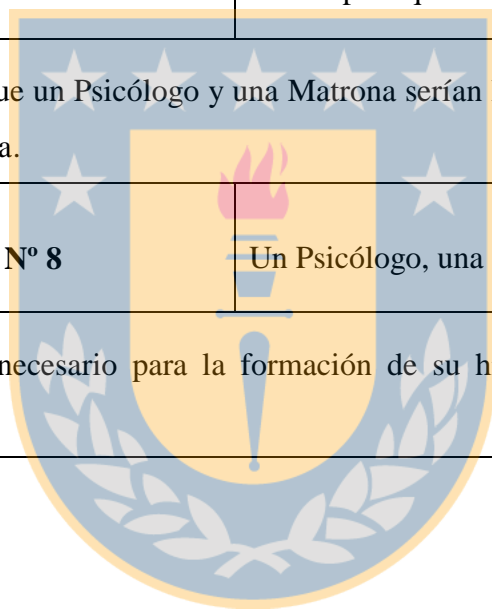 ue un Psicólogo y una Matrona serían
a.
Nº 8
Un Psicólogo, una
necesario para la formación de su h